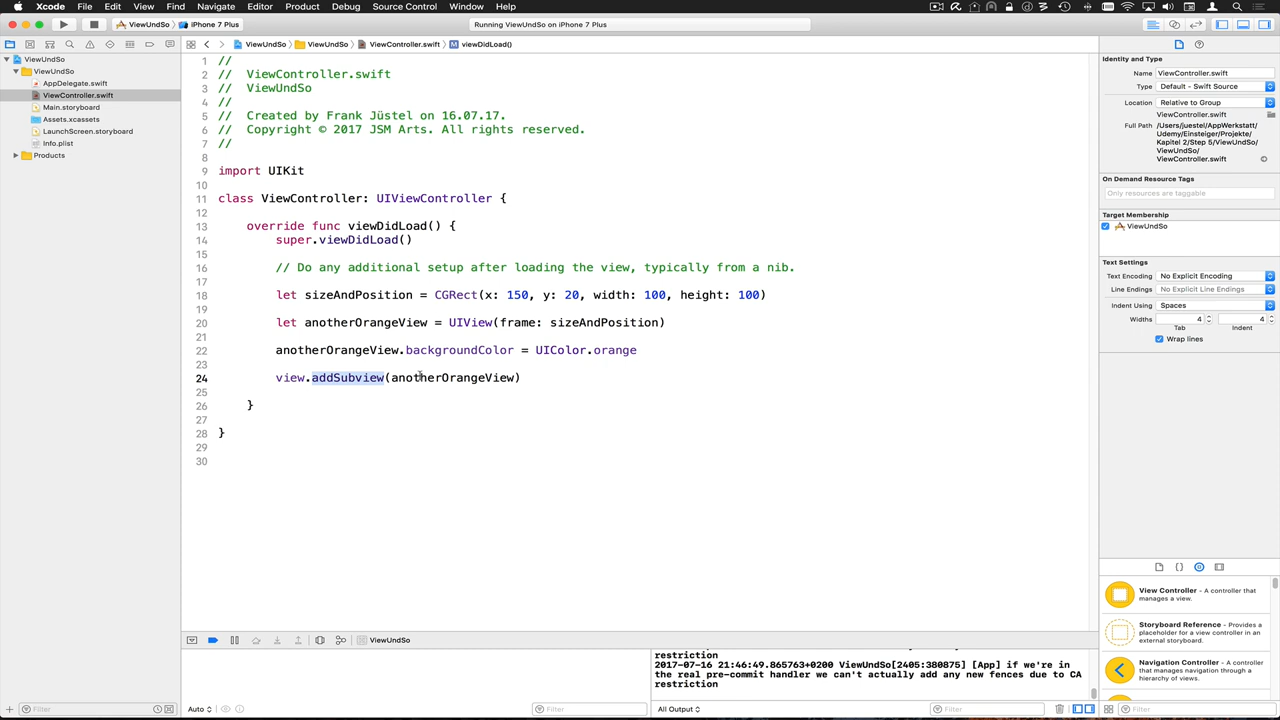 Xcode File Edit View Find Navigate Editor Product Debug Source Control Window Help
ViewUndSo iPhone 7 Plus
Running ViewUndSo on iPhone 7 Plus
ViewUndSo ViewUndSo ViewController.swift viewDidLoad()
ViewUndSo
ViewUndSo
AppDelegate.swift
ViewController.swift
Main.storyboard
Assets.xcassets
LaunchScreen.storyboard
Info.plist
Products
Filter
1 //
2 // ViewController.swift
3 // ViewUndSo
4 //
5 // Created by Frank Jüstel on 16.07.17.
6 // Copyright © 2017 JSM Arts. All rights reserved.
7 //
8
9 import UIKit
10
11 class ViewController: UIViewController {
12
13 override func viewDidLoad() {
14 super.viewDidLoad()
15
16 // Do any additional setup after loading the view, typically from a nib.
17
18 let sizeAndPosition = CGRect(x: 150, y: 20, width: 100, height: 100)
19
20 let anotherOrangeView = UIView(frame: sizeAndPosition)
21
22 anotherOrangeView.backgroundColor = UIColor.orange
23
24 view.addSubview(anotherOrangeView)
25
26 }
27
28 }
29
30
ViewUndSo
Auto
Filter
restriction
2017-07-16 21:46:49.865763+0200 ViewUndSo[2405:380875] [App] if we're in
the real pre-commit handler we can't actually add any new fences due to CA
restriction
All Output
Filter
Identity and Type
Name ViewController.swift
Type Default - Swift Source
Location Relative to Group
ViewController.swift
Full Path /Users/juestel/AppWerkstatt/
Udemy/Einsteiger/Projekte/
Kapitel 2/Step 5/ViewUndSo/
ViewUndSo/
ViewController.swift
On Demand Resource Tags
Only resources are taggable
Target Membership
ViewUndSo
Text Settings
Text Encoding No Explicit Encoding
Line Endings No Explicit Line Endings
Indent Using Spaces
Widths 4 4
Tab Indent
Wrap lines
View Controller - A controller that
manages a view.
Storyboard Reference - Provides a
placeholder for a view controller in an
external storyboard.
Navigation Controller - A controller
that manages navigation through a
hierarchy of views.
Filter